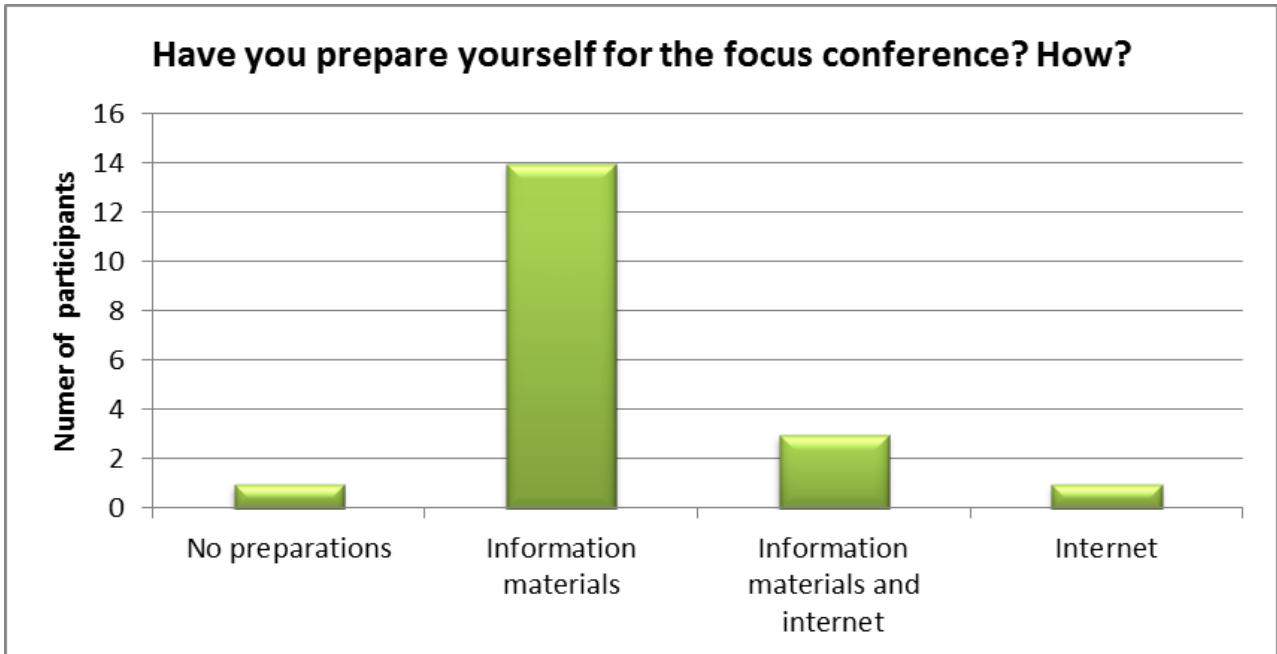 Have you prepare yourself for the focus conference? How?
Numer of participants
16
14
12
10
8
6
4
2
0
No preparations
Information
materials
Information
materials and
internet
Internet